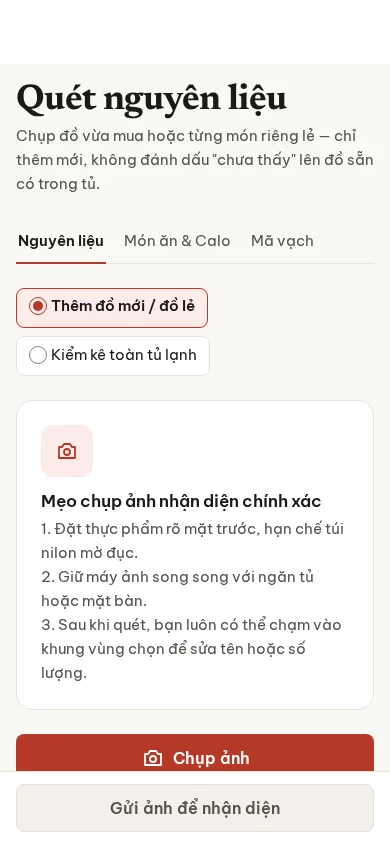 Quét nguyên liệu
Chụp đồ vừa mua hoặc từng món riêng lẻ — chỉ
thêm mới, không đánh dấu "chưa thấy" lên đồ sẵn
có trong tủ.
Nguyên liệu Món ăn & Calo Mã vạch
Thêm đồ mới / đồ lẻ
Kiểm kê toàn tủ lạnh
Mẹo chụp ảnh nhận diện chính xác
1. Đặt thực phẩm rõ mặt trước, hạn chế túi
nilon mờ đục.
2. Giữ máy ảnh song song với ngăn tủ
hoặc mặt bàn.
3. Sau khi quét, bạn luôn có thể chạm vào
khung vùng chọn để sửa tên hoặc số
lượng.
Chụp ảnh
Gửi ảnh để nhận diện